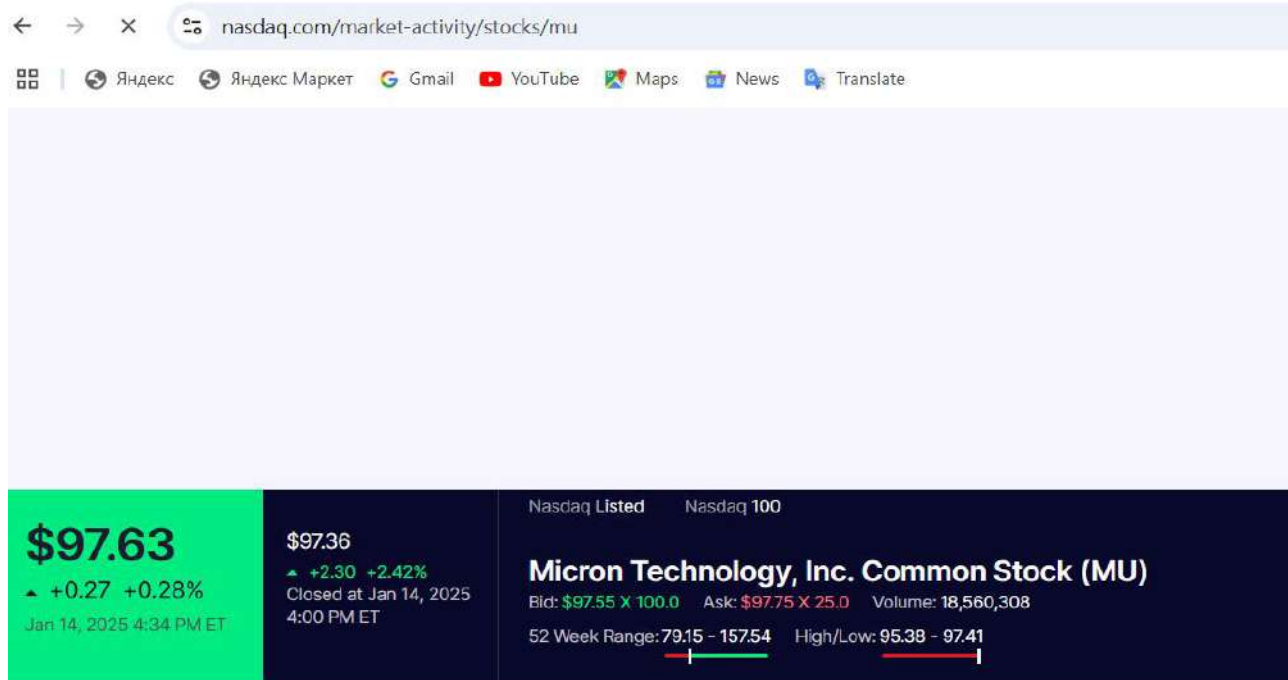 nasdaq.com/market-activity/stocks/mu
Яндекс Яндекс Маркет Gmail YouTube Maps News Translate
$97.63
+0.27 +0.28%
Jan 14, 2025 4:34 PM ET
$97.36
+2.30 +2.42%
Closed at Jan 14, 2025
4:00 PM ET
Nasdaq Listed Nasdaq 100
Micron Technology, Inc. Common Stock (MU)
Bid: $97.55 X 100.0 Ask: $97.75 X 25.0 Volume: 18,560,308
52 Week Range: 79.15 - 157.54 High/Low: 95.38 - 97.41